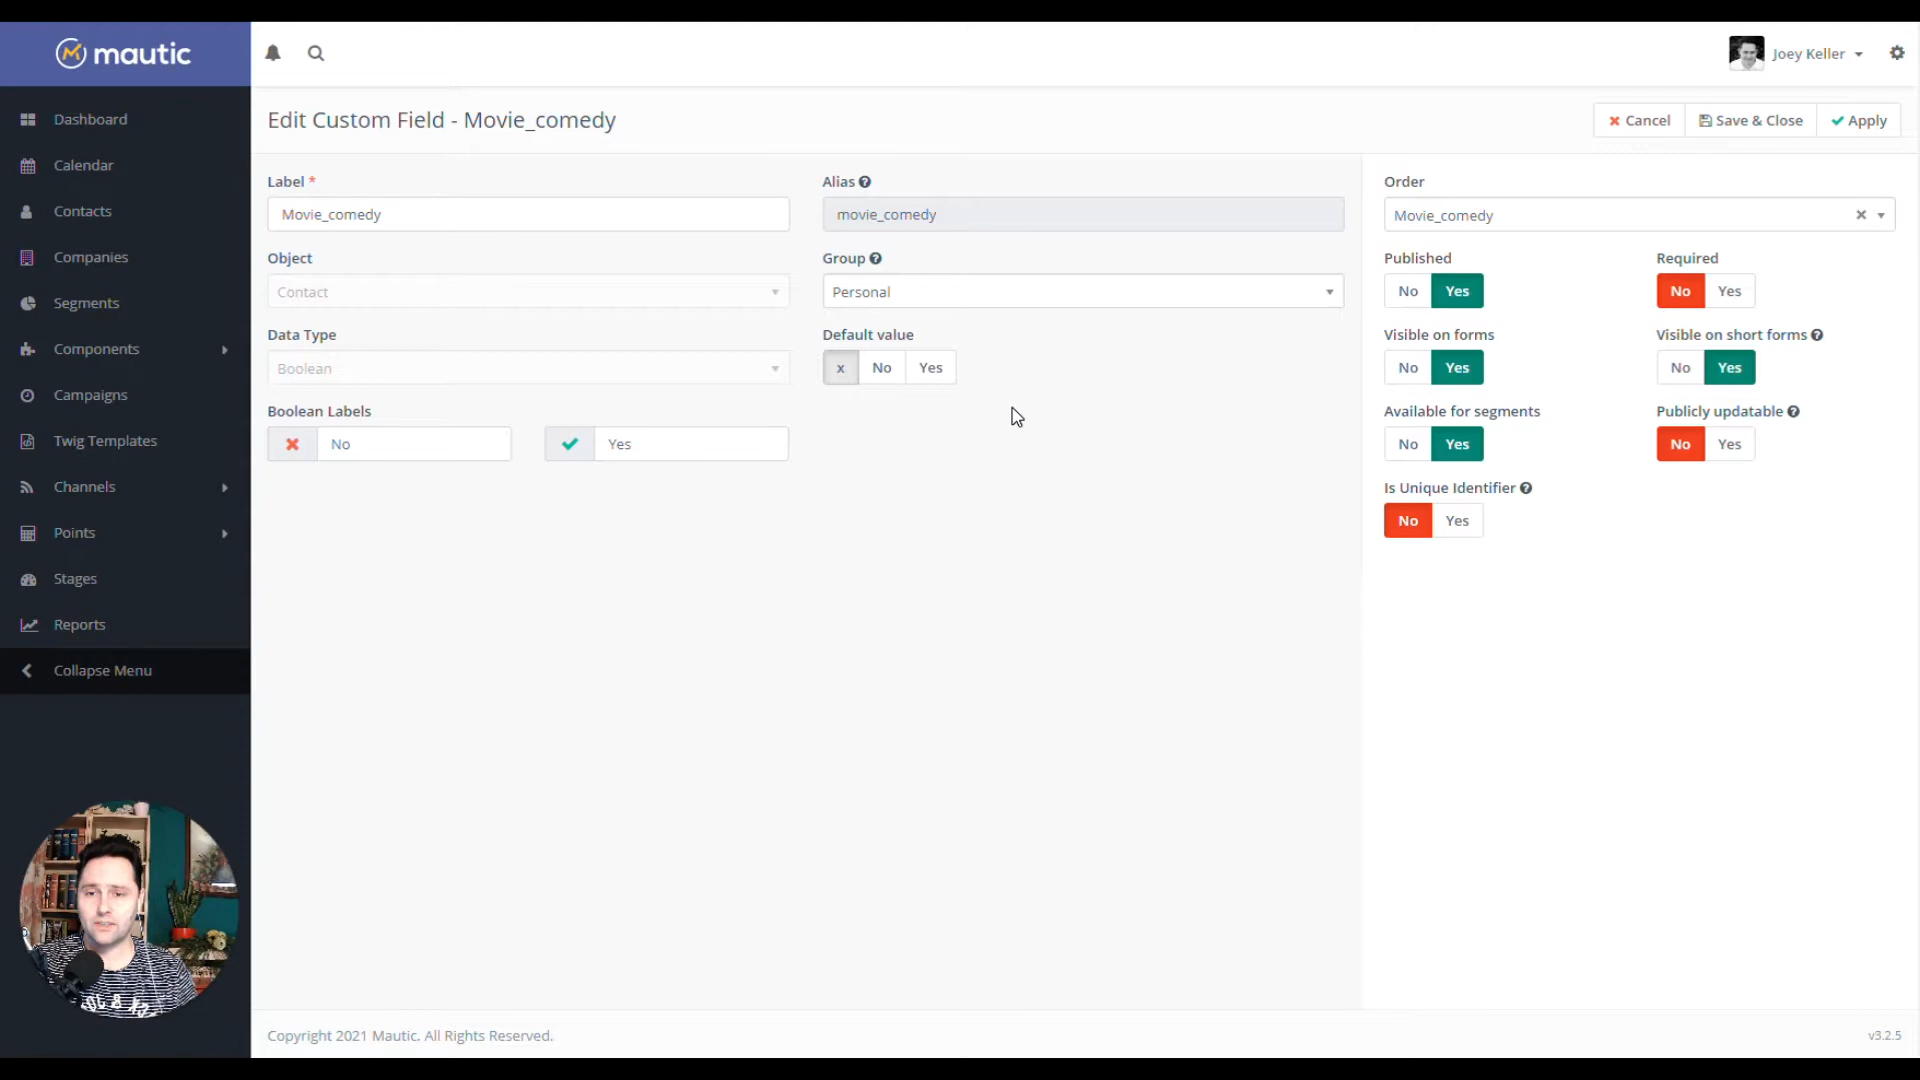 mautic
Joey Keller
Dashboard
Calendar
Contacts
Companies
Segments
Components
Campaigns
Twig Templates
Channels
Points
Stages
Reports
Collapse Menu
Edit Custom Field - Movie_comedy
Cancel
Save & Close
Apply
Label *
Movie_comedy
Alias
movie_comedy
Object
Contact
Group
Personal
Data Type
Boolean
Default value
x No Yes
Boolean Labels
No
Yes
Order
Movie_comedy
Published
No Yes
Required
No Yes
Visible on forms
No Yes
Visible on short forms
No Yes
Available for segments
No Yes
Publicly updatable
No Yes
Is Unique Identifier
No Yes
Copyright 2021 Mautic. All Rights Reserved.
v3.2.5